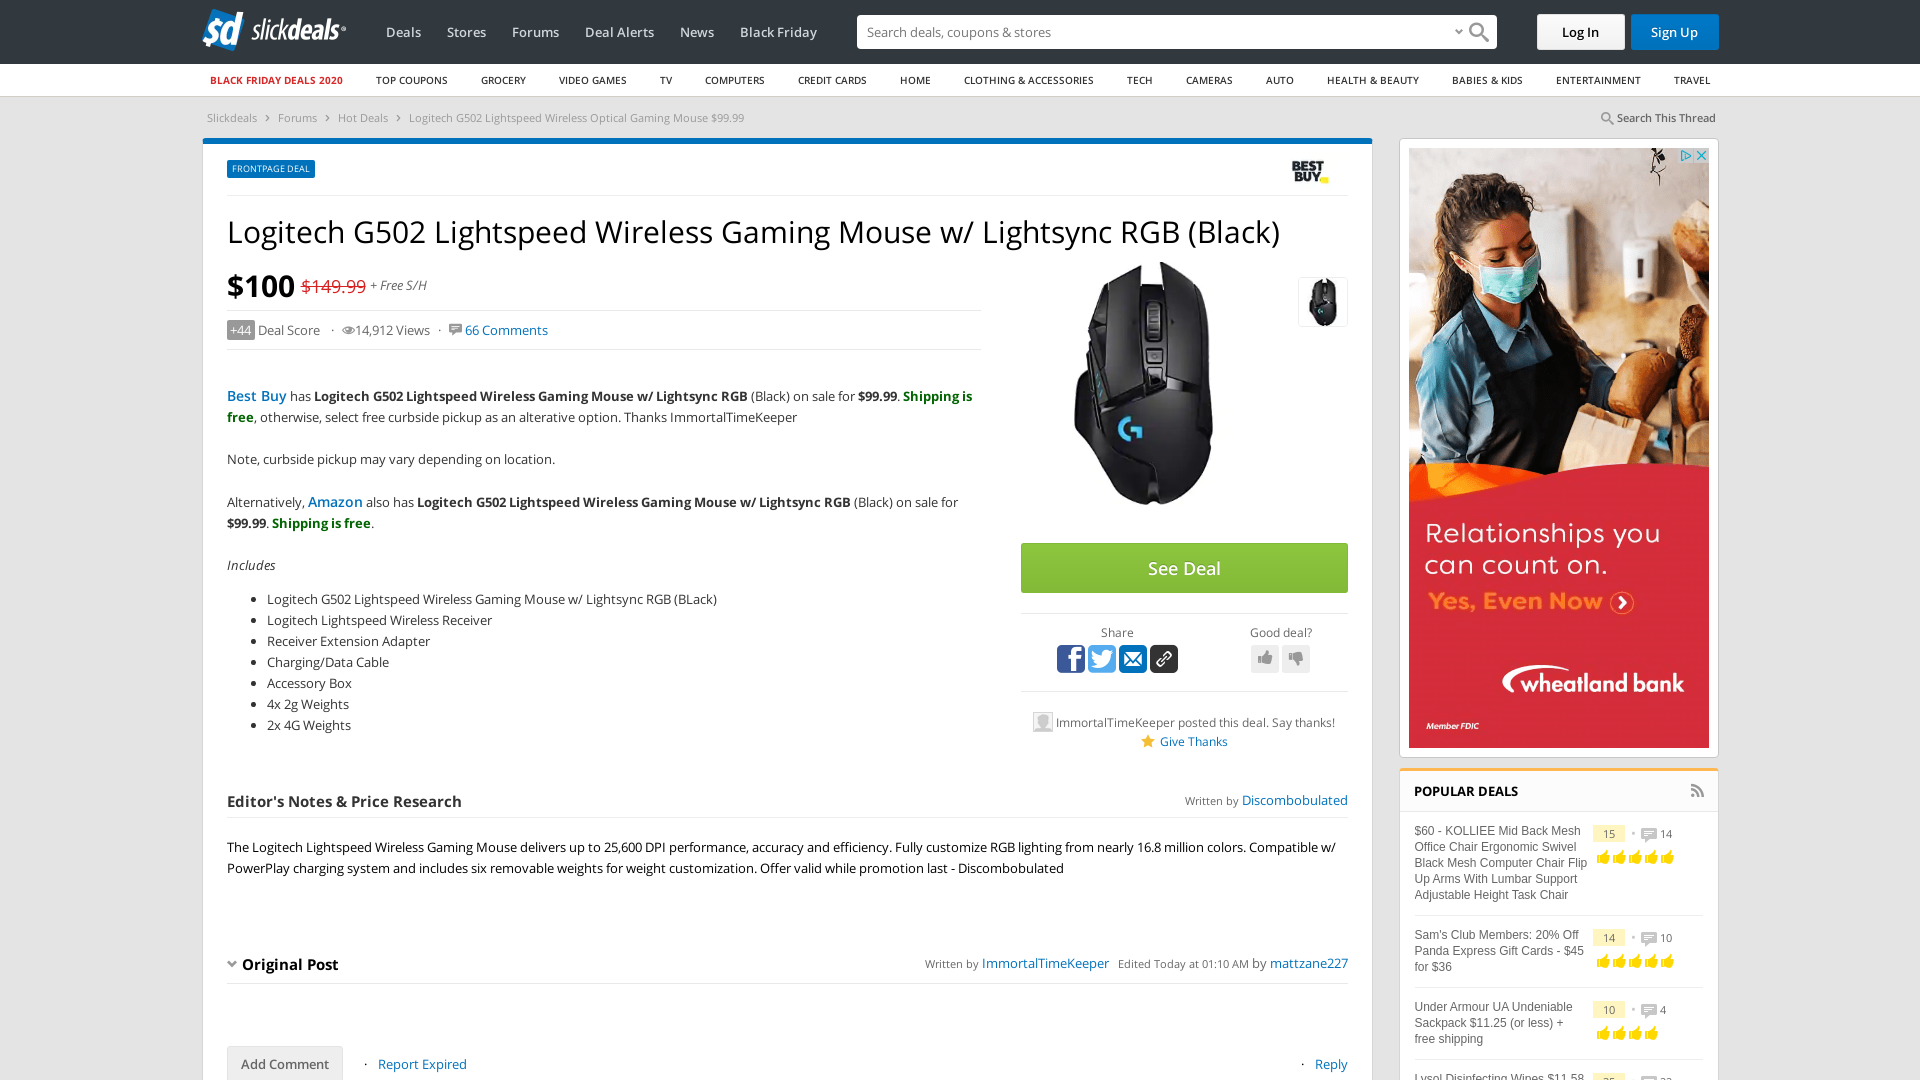 sd slickdeals
Deals Stores Forums Deal Alerts News Black Friday Search deals, coupons & stores Log In Sign Up
BLACK FRIDAY DEALS 2020 TOP COUPONS GROCERY VIDEO GAMES TV COMPUTERS CREDIT CARDS HOME CLOTHING & ACCESSORIES TECH CAMERAS AUTO HEALTH & BEAUTY BABIES & KIDS ENTERTAINMENT TRAVEL
Slickdeals › Forums › Hot Deals › Logitech G502 Lightspeed Wireless Optical Gaming Mouse $99.99
Search This Thread
FRONTPAGE DEAL
BEST
BUY
Logitech G502 Lightspeed Wireless Gaming Mouse w/ Lightsync RGB (Black)
$100 $149.99 + Free S/H
+44 Deal Score · 14,912 Views · 66 Comments
Best Buy has Logitech G502 Lightspeed Wireless Gaming Mouse w/ Lightsync RGB (Black) on sale for $99.99. Shipping is
free, otherwise, select free curbside pickup as an alterative option. Thanks ImmortalTimeKeeper
Note, curbside pickup may vary depending on location.
Alternatively, Amazon also has Logitech G502 Lightspeed Wireless Gaming Mouse w/ Lightsync RGB (Black) on sale for
$99.99. Shipping is free.
Includes
• Logitech G502 Lightspeed Wireless Gaming Mouse w/ Lightsync RGB (BLack)
• Logitech Lightspeed Wireless Receiver
• Receiver Extension Adapter
• Charging/Data Cable
• Accessory Box
• 4x 2g Weights
• 2x 4G Weights
See Deal
Share
Good deal?
ImmortalTimeKeeper posted this deal. Say thanks!
Give Thanks
Editor's Notes & Price Research
Written by Discombobulated
The Logitech Lightspeed Wireless Gaming Mouse delivers up to 25,600 DPI performance, accuracy and efficiency. Fully customize RGB lighting from nearly 16.8 million colors. Compatible w/
PowerPlay charging system and includes six removable weights for weight customization. Offer valid while promotion last - Discombobulated
Original Post
Written by ImmortalTimeKeeper Edited Today at 01:10 AM by mattzane227
Add Comment · Report Expired
· Reply
Relationships you
can count on.
Yes, Even Now
wheatland bank
Member FDIC
POPULAR DEALS
$60 - KOLLIEE Mid Back Mesh
Office Chair Ergonomic Swivel
Black Mesh Computer Chair Flip
Up Arms With Lumbar Support
Adjustable Height Task Chair
15 • 14
Sam's Club Members: 20% Off
Panda Express Gift Cards - $45
for $36
14 • 10
Under Armour UA Undeniable
Sackpack $11.25 (or less) +
free shipping
10 • 4
Lysol Disinfecting Wipes $11.58